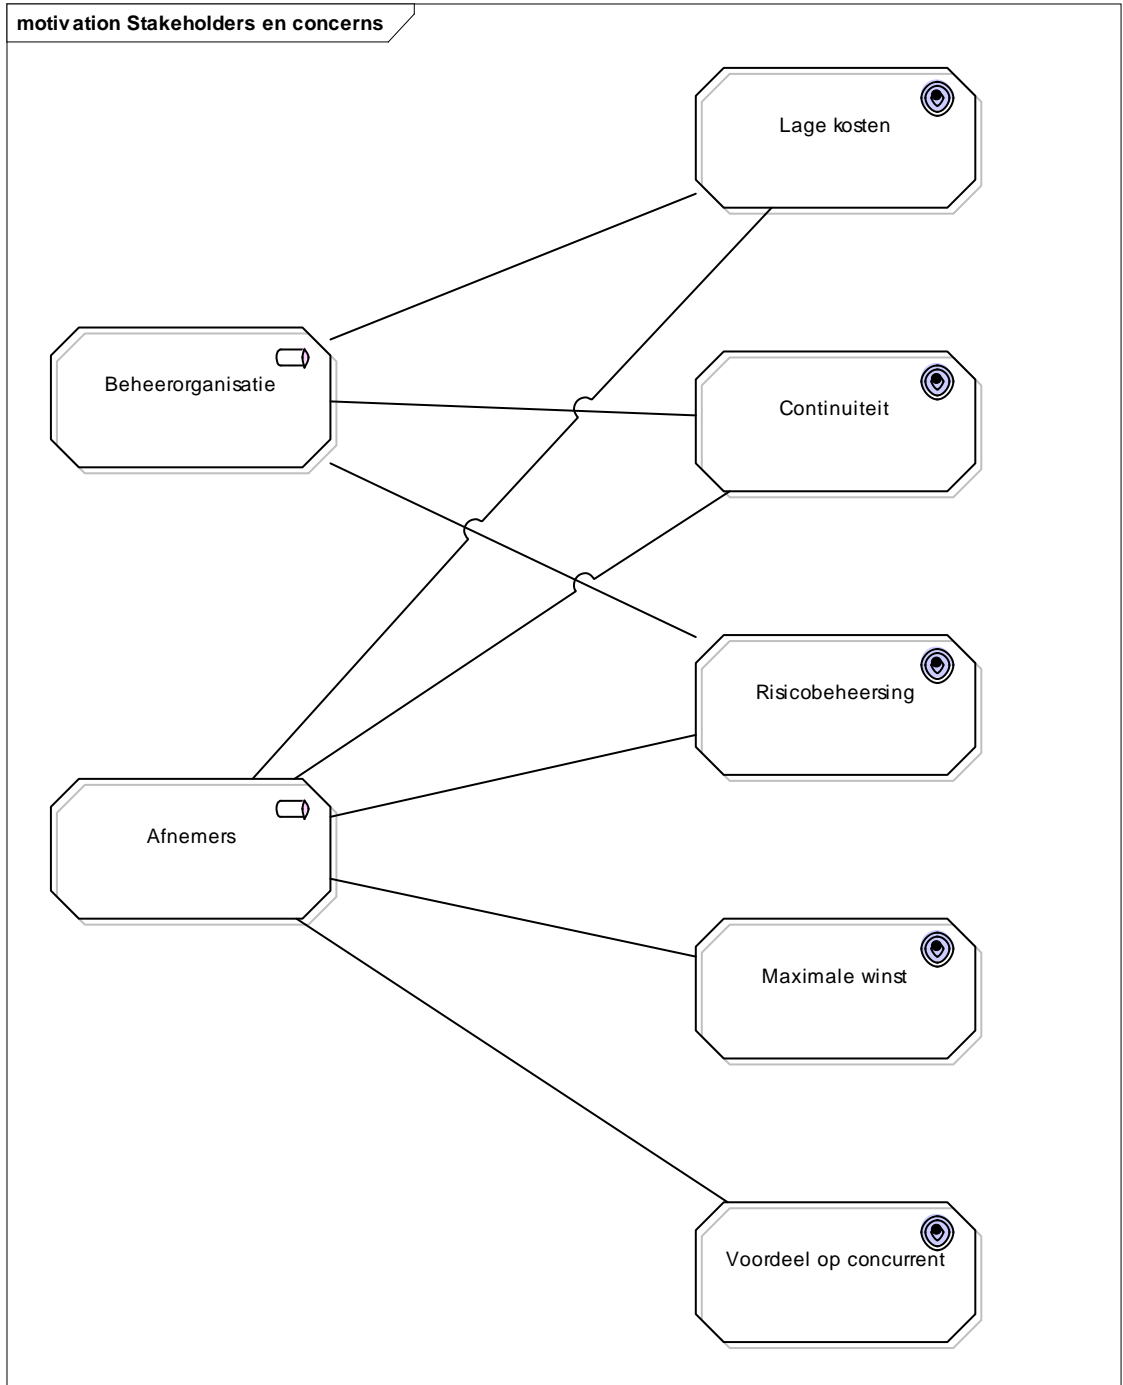 motivation Stakeholders en concerns
Lage kosten
Beheerorganisatie
Continuiteit
Risicobeheersing
Afnemers
Maximale winst
Voordeel op concurrent